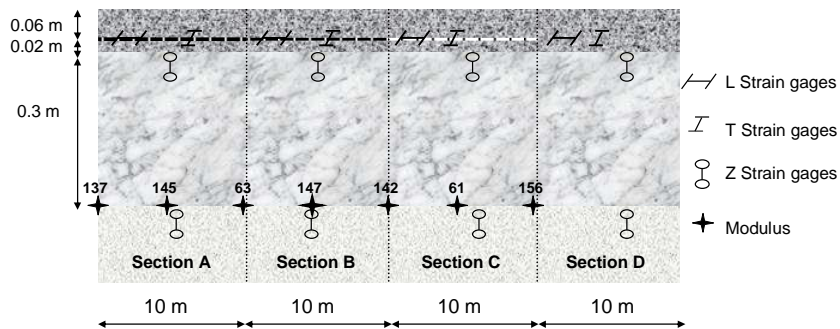 0.06 m
0.02 m
0.3 m
L Strain gages
T Strain gages
Z Strain gages
Modulus
137 145 63 147 142 61 156
Section A Section B Section C Section D
10 m 10 m 10 m 10 m